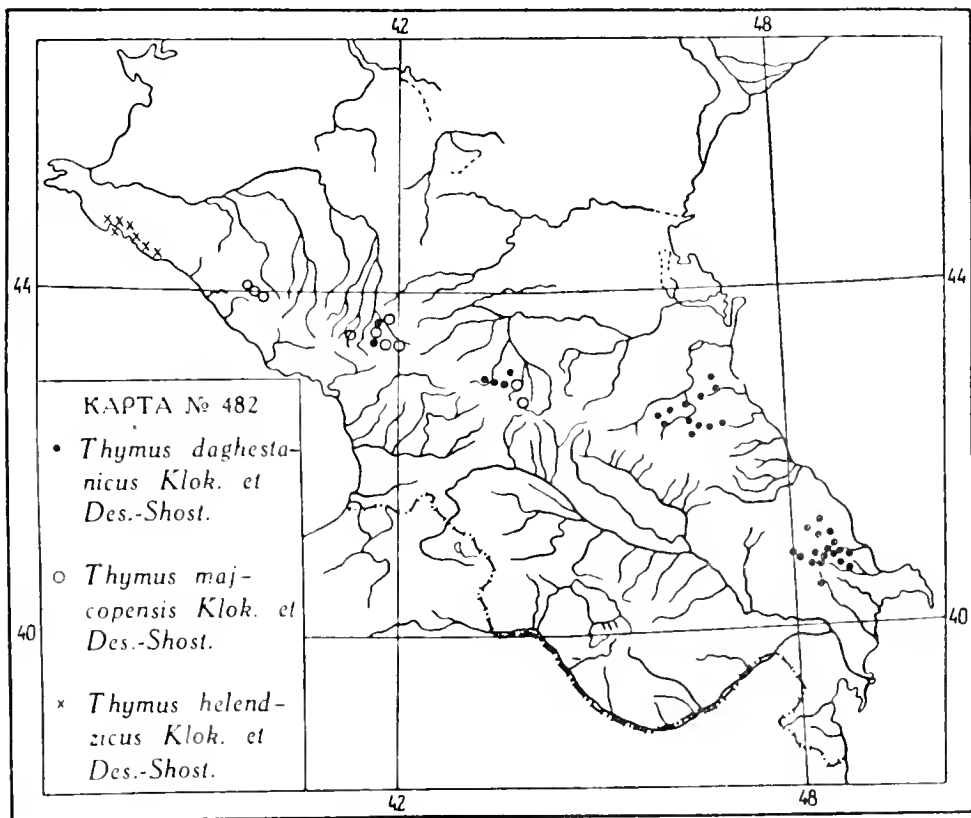 42 48
44 44
КАРТА № 482
Thymus daghesta-
nicus Klok. et
Des.-Shost.
Thymus maj-
copensis Klok. et
Des.-Shost.
40 40
Thymus helend-
zicus Klok. et
Des.-Shost.
42 48